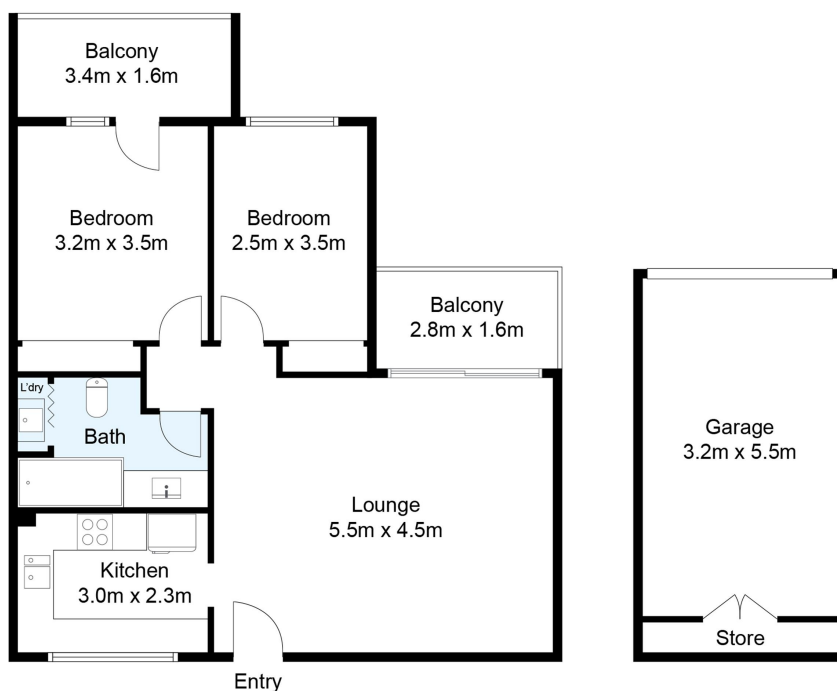 Balcony
3.4m x 1.6m
Bedroom
3.2m x 3.5m
Bedroom
2.5m x 3.5m
Balcony
2.8m x 1.6m
L'dry
Bath
Lounge
5.5m x 4.5m
Kitchen
3.0m x 2.3m
Entry
Garage
3.2m x 5.5m
Store